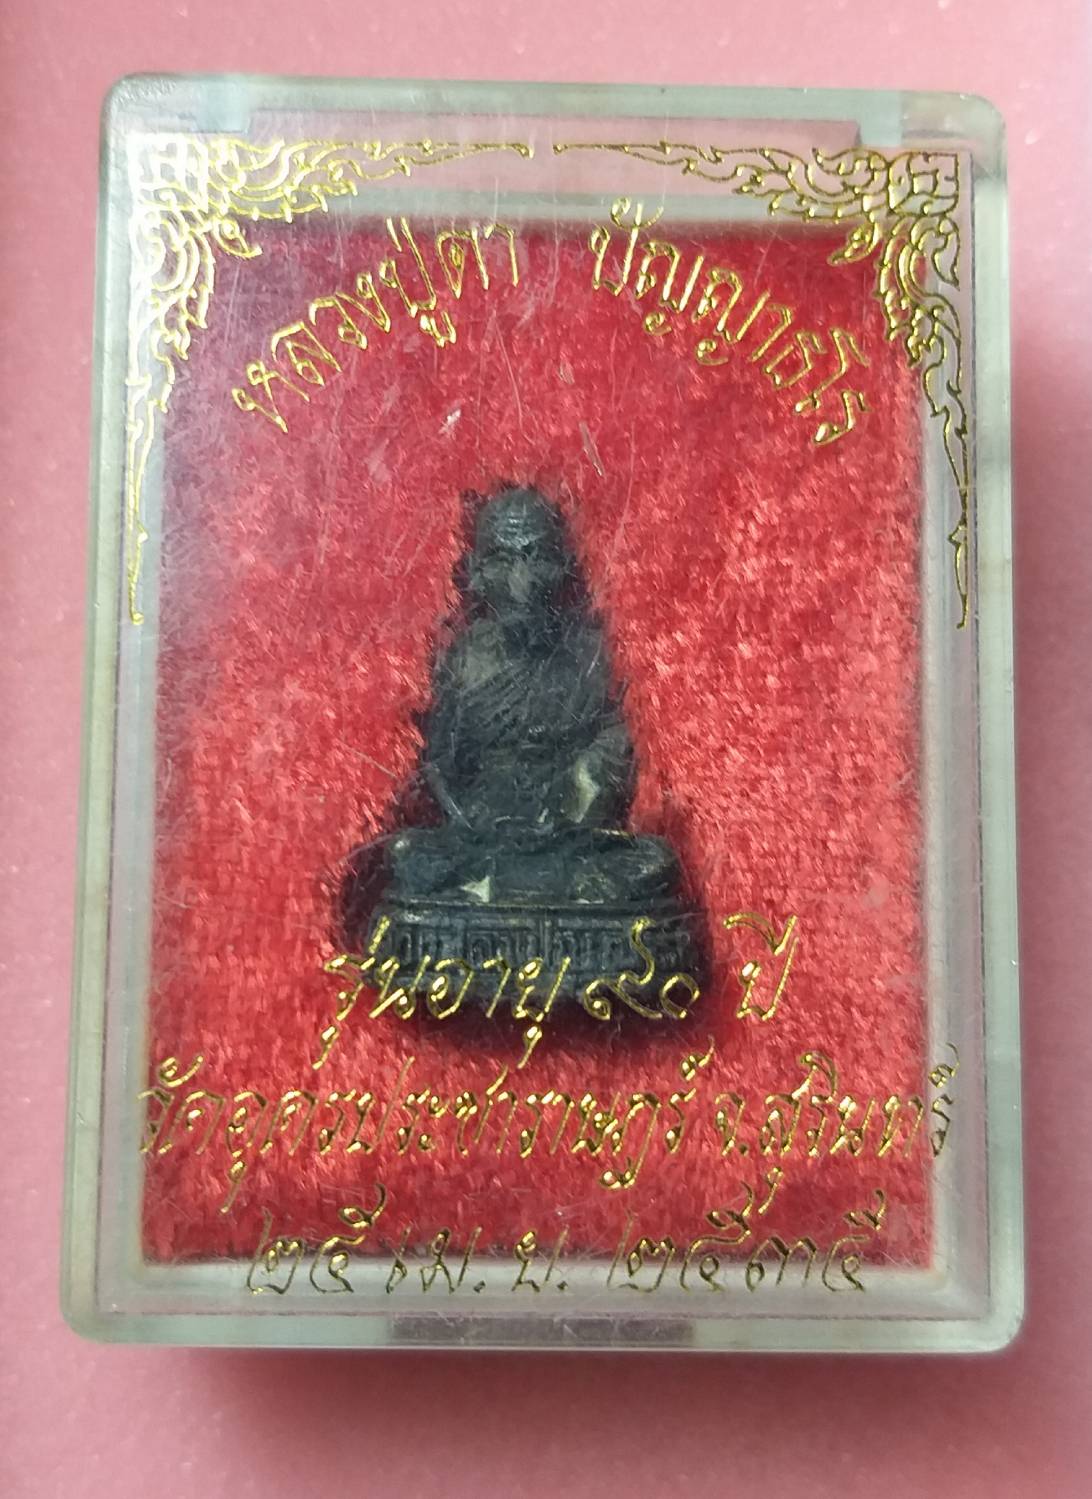 หลวงปู่ตา ปัญญาธโร
รุ่นอายุ ๙๐ ปี
วัดอุดรประชาราษฎร์ จ.สุรินทร์
๒๕ เม.ย. ๒๕๓๕